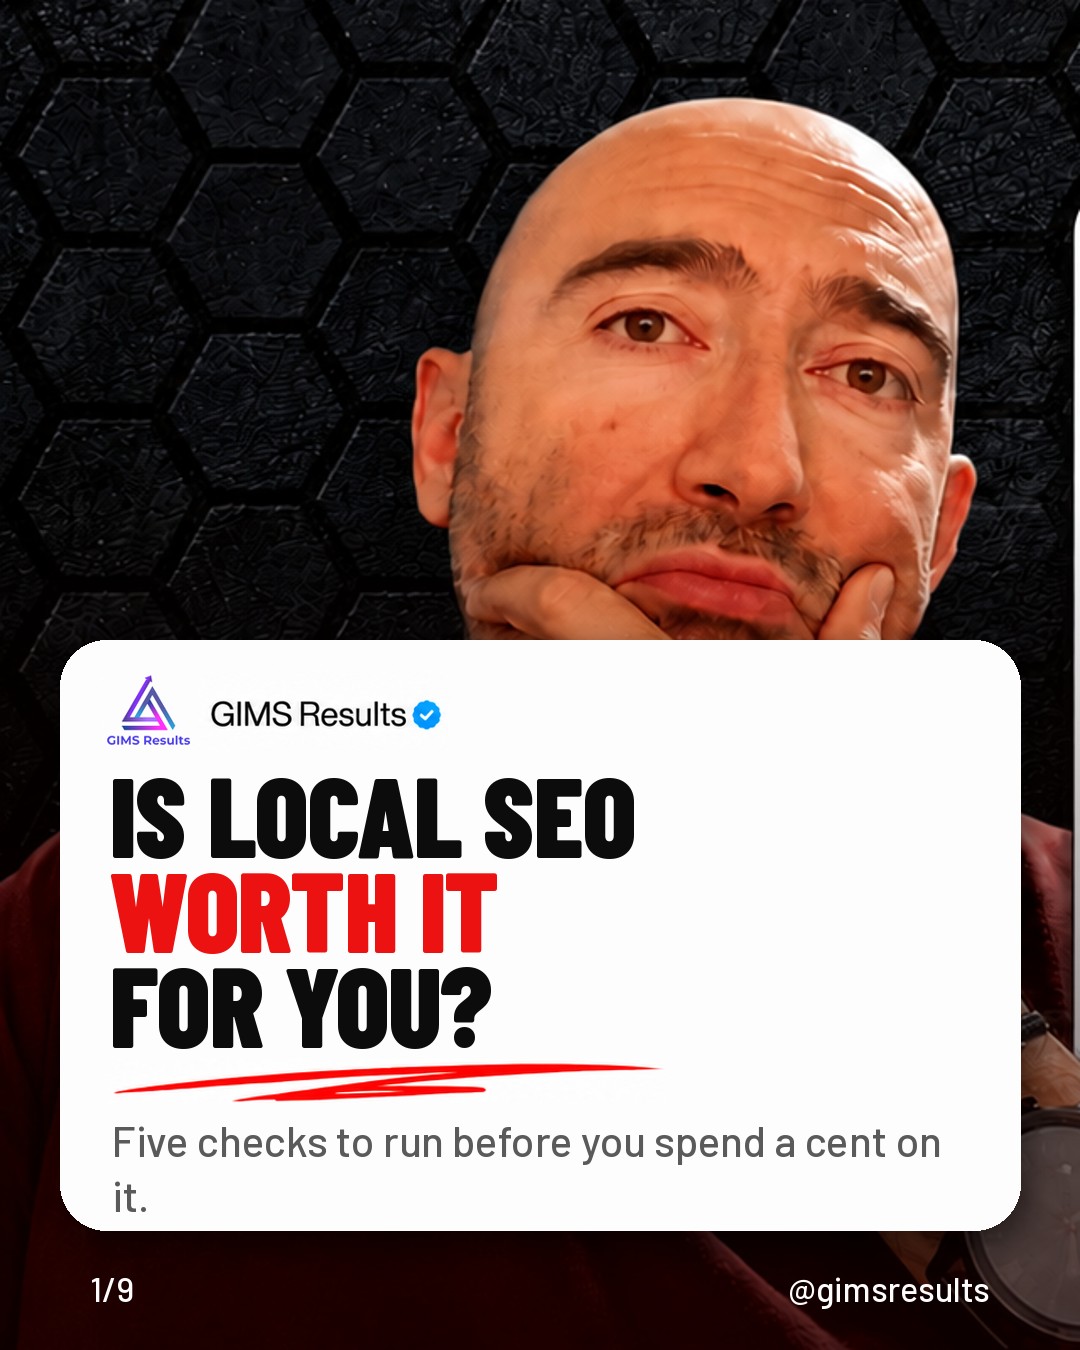 GIMS Results
GIMS Results
IS LOCAL SEO
WORTH IT
FOR YOU?
Five checks to run before you spend a cent on
it.
1/9
@gimsresults